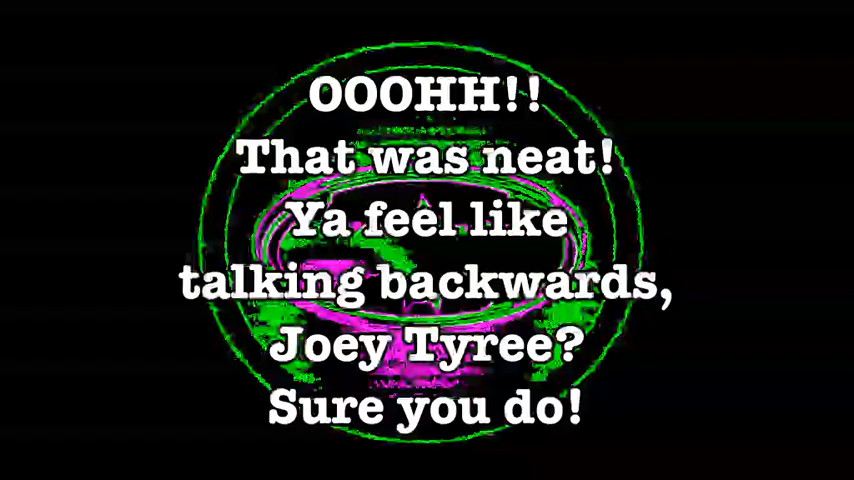 OOOHH!!
That was neat!
Ya feel like
talking backwards,
Joey Tyree?
Sure you do!